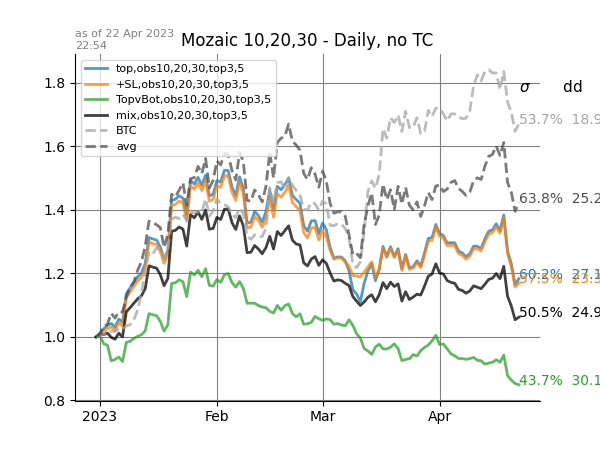 as of 22 Apr 2023
22:54
Mozaic 10,20,30 - Daily, no TC
top,obs10,20,30,top3,5
+SL,obs10,20,30,top3,5
TopvBot,obs10,20,30,top3,5
mix,obs10,20,30,top3,5
BTC
avg
σ dd
53.7% 18.9
63.8% 25.2
60.2% 27.1
50.5% 24.9
43.7% 30.1
1.8
1.6
1.4
1.2
1.0
0.8
2023 Feb Mar Apr